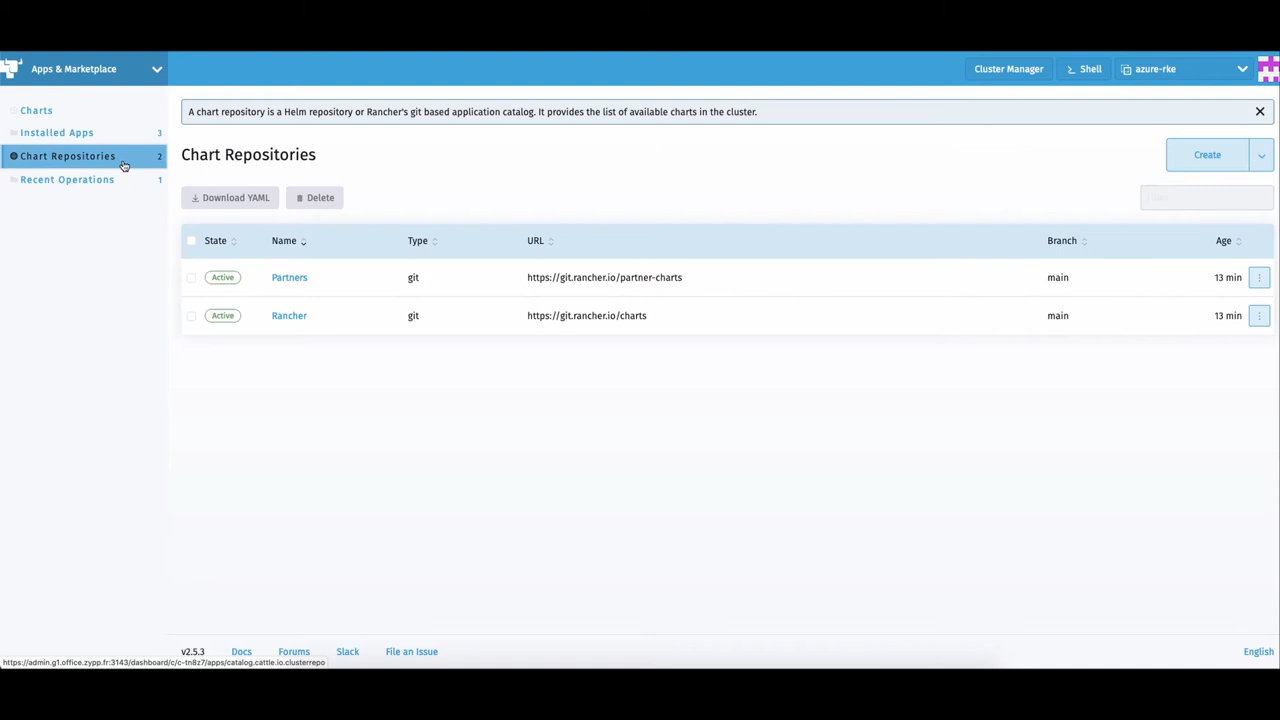 Apps & Marketplace
Cluster Manager
Shell
azure-rke
Charts
Installed Apps 3
Chart Repositories 2
Recent Operations 1
A chart repository is a Helm repository or Rancher's git based application catalog. It provides the list of available charts in the cluster.
Chart Repositories
Create
Download YAML
Delete
State Name Type URL Branch Age
Active Partners git https://git.rancher.io/partner-charts main 13 min
Active Rancher git https://git.rancher.io/charts main 13 min
v2.5.3 Docs Forums Slack File an Issue English
https://admin.g1.office.zypp.fr:3143/dashboard/c/c-tn8z7/apps/catalog.cattle.io.clusterrepo